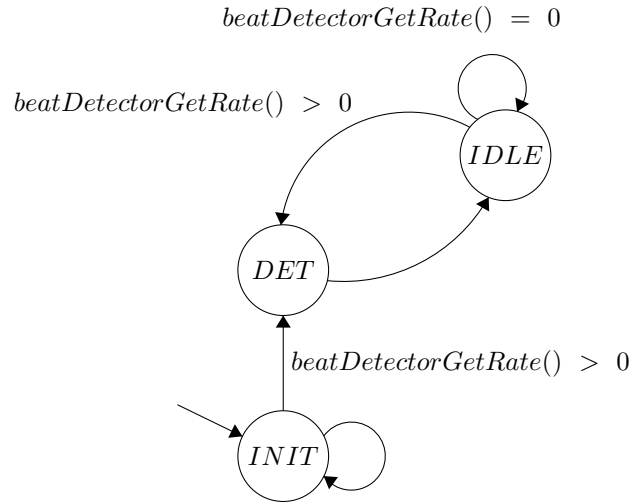 beatDetectorGetRate() = 0
beatDetectorGetRate() > 0
IDLE
DET
beatDetectorGetRate() > 0
INIT